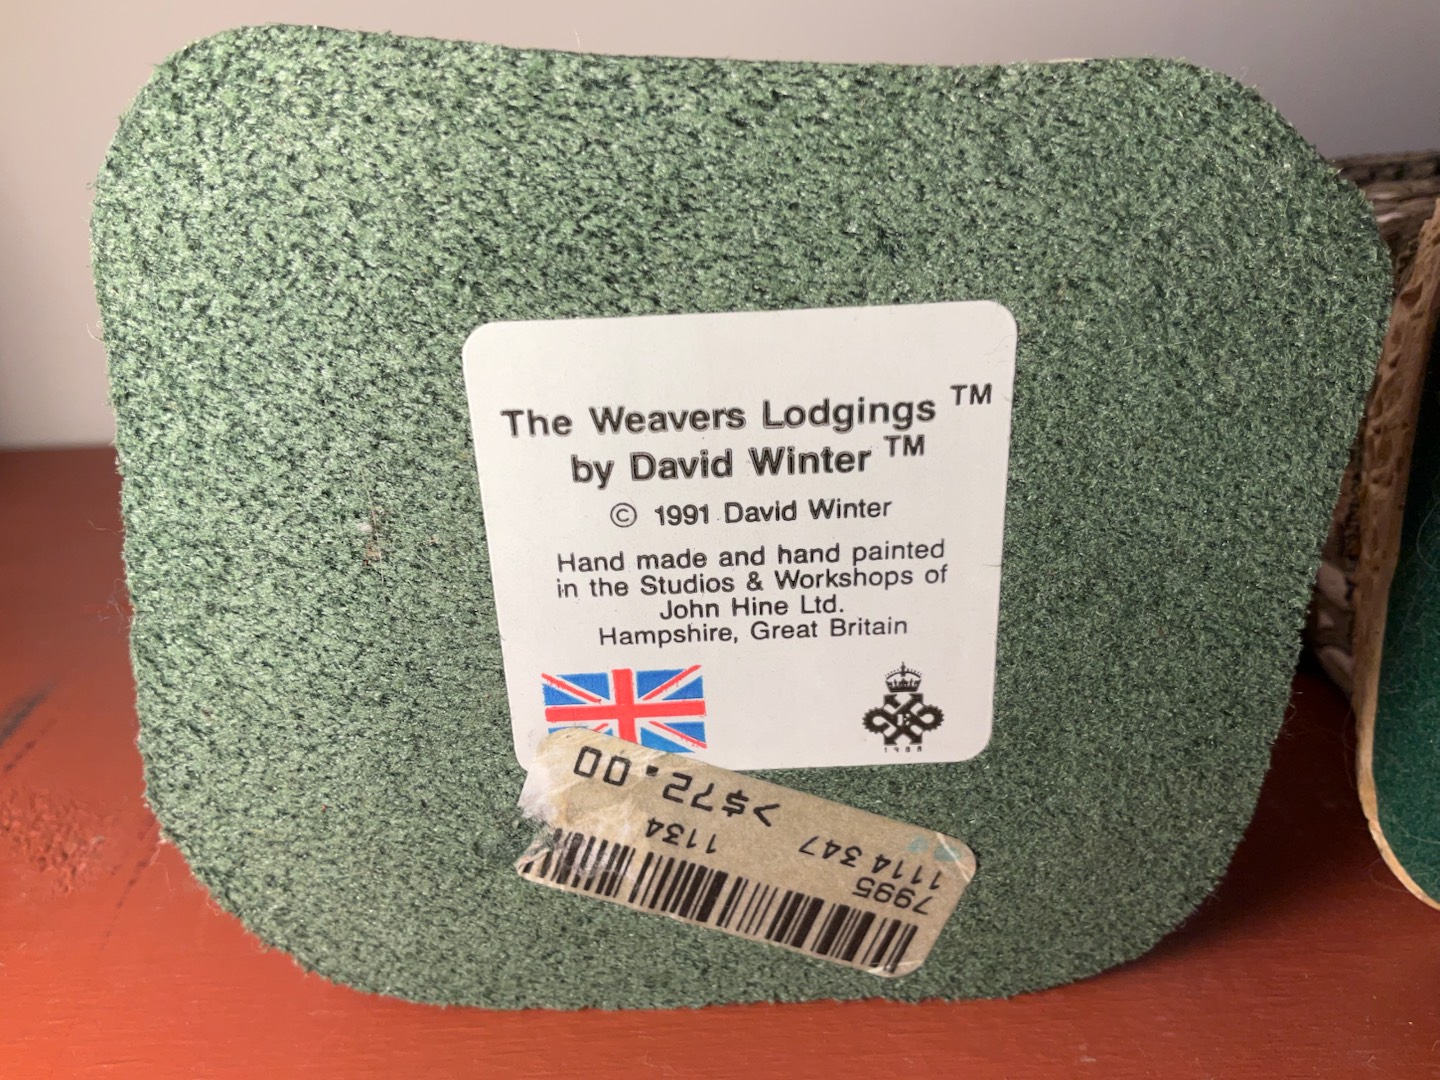 The Weavers Lodgings ™
by David Winter ™
© 1991 David Winter
Hand made and hand painted
in the Studios & Workshops of
John Hine Ltd.
Hampshire, Great Britain
1988
7995
1114 347 1134
>$72.00